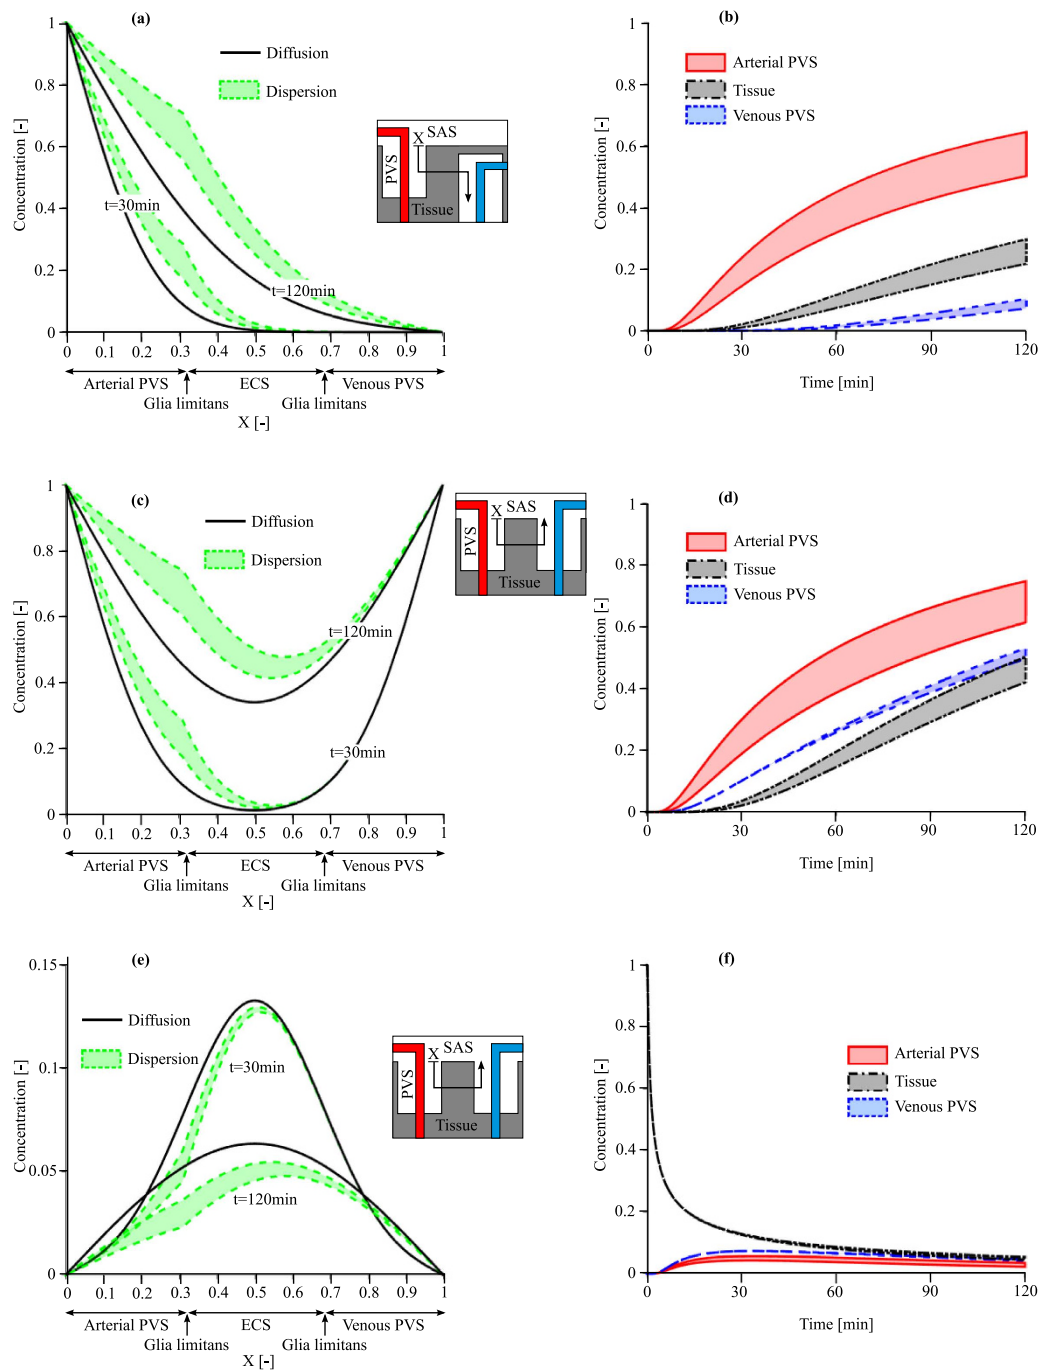 (a)
1
0.8
0.6
0.4
0.2
0
Concentration [-]
Diffusion
Dispersion
t=30min
t=120min
X
SAS
PVS
Tissue
0 0.1 0.2 0.3 0.4 0.5 0.6 0.7 0.8 0.9 1
Arterial PVS ECS Venous PVS
Glia limitans Glia limitans
X [-]
(b)
1
0.8
0.6
0.4
0.2
0
Concentration [-]
Arterial PVS
Tissue
Venous PVS
0 30 60 90 120
Time [min]
(c)
1
0.8
0.6
0.4
0.2
0
Concentration [-]
Diffusion
Dispersion
t=120min
t=30min
X
SAS
PVS
Tissue
0 0.1 0.2 0.3 0.4 0.5 0.6 0.7 0.8 0.9 1
Arterial PVS ECS Venous PVS
Glia limitans Glia limitans
X [-]
(d)
1
0.8
0.6
0.4
0.2
0
Concentration [-]
Arterial PVS
Tissue
Venous PVS
0 30 60 90 120
Time [min]
(e)
0.15
0.1
0.05
0
Concentration [-]
Diffusion
Dispersion
t=30min
t=120min
X
SAS
PVS
Tissue
0 0.1 0.2 0.3 0.4 0.5 0.6 0.7 0.8 0.9 1
Arterial PVS ECS Venous PVS
Glia limitans Glia limitans
X [-]
(f)
1
0.8
0.6
0.4
0.2
0
Concentration [-]
Arterial PVS
Tissue
Venous PVS
0 30 60 90 120
Time [min]